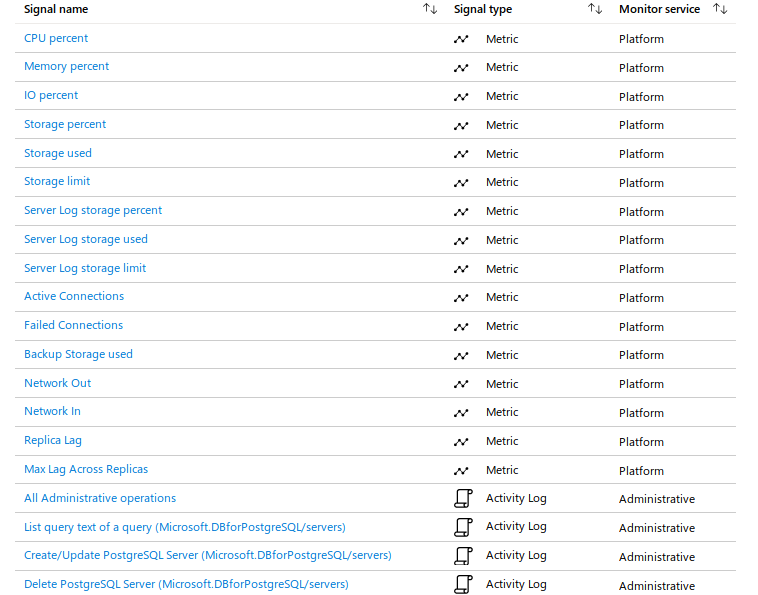 Signal name Signal type Monitor service
CPU percent Metric Platform
Memory percent Metric Platform
IO percent Metric Platform
Storage percent Metric Platform
Storage used Metric Platform
Storage limit Metric Platform
Server Log storage percent Metric Platform
Server Log storage used Metric Platform
Server Log storage limit Metric Platform
Active Connections Metric Platform
Failed Connections Metric Platform
Backup Storage used Metric Platform
Network Out Metric Platform
Network In Metric Platform
Replica Lag Metric Platform
Max Lag Across Replicas Metric Platform
All Administrative operations Activity Log Administrative
List query text of a query (Microsoft.DBforPostgreSQL/servers) Activity Log Administrative
Create/Update PostgreSQL Server (Microsoft.DBforPostgreSQL/servers) Activity Log Administrative
Delete PostgreSQL Server (Microsoft.DBforPostgreSQL/servers) Activity Log Administrative